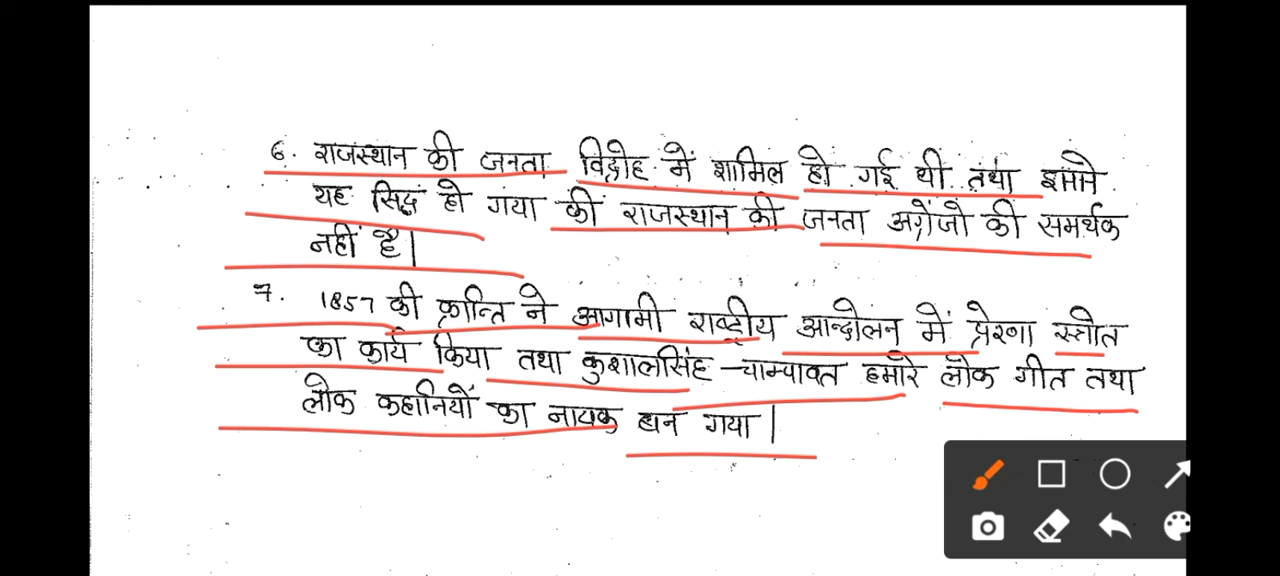 6. राजस्थान की जनता विद्रोह में शामिल हो गई थी तथा इससे
यह सिद्ध हो गया की राजस्थान की जनता अंग्रेजो की समर्थक
नहीं है।
7. 1857 की क्रान्ति ने आगामी राष्ट्रीय आन्दोलन में प्रेरणा स्त्रोत
का कार्य किया तथा कुशालसिंह चाम्पावत हमारे लोक गीत तथा
लोक कहानियों का नायक बन गया।